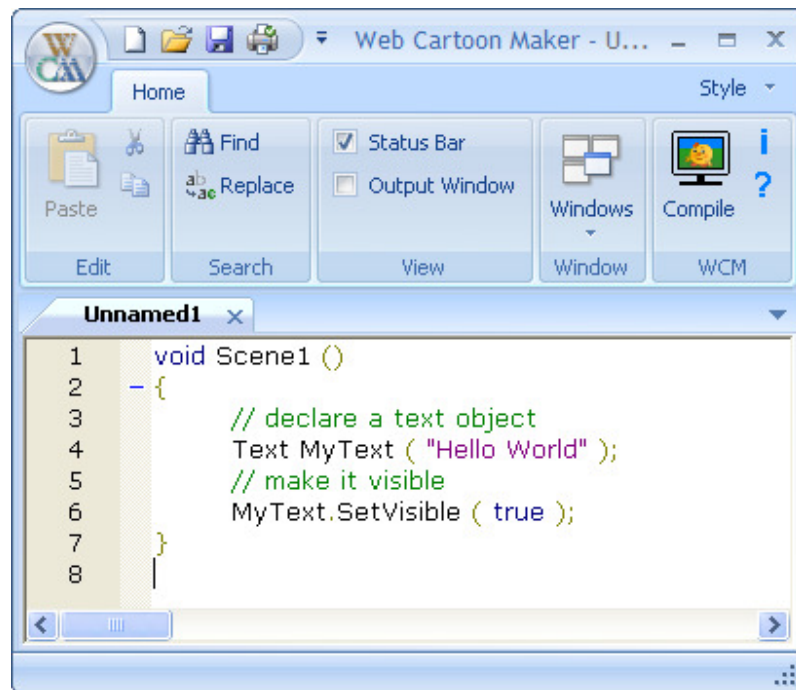 WCM
Web Cartoon Maker - U...
Home
Style
Paste
Find
Replace
Status Bar
Output Window
Windows
Compile
i
?
Edit
Search
View
Window
WCM
Unnamed1
1 void Scene1 ()
2 {
3 // declare a text object
4 Text MyText ( "Hello World" );
5 // make it visible
6 MyText.SetVisible ( true );
7 }
8